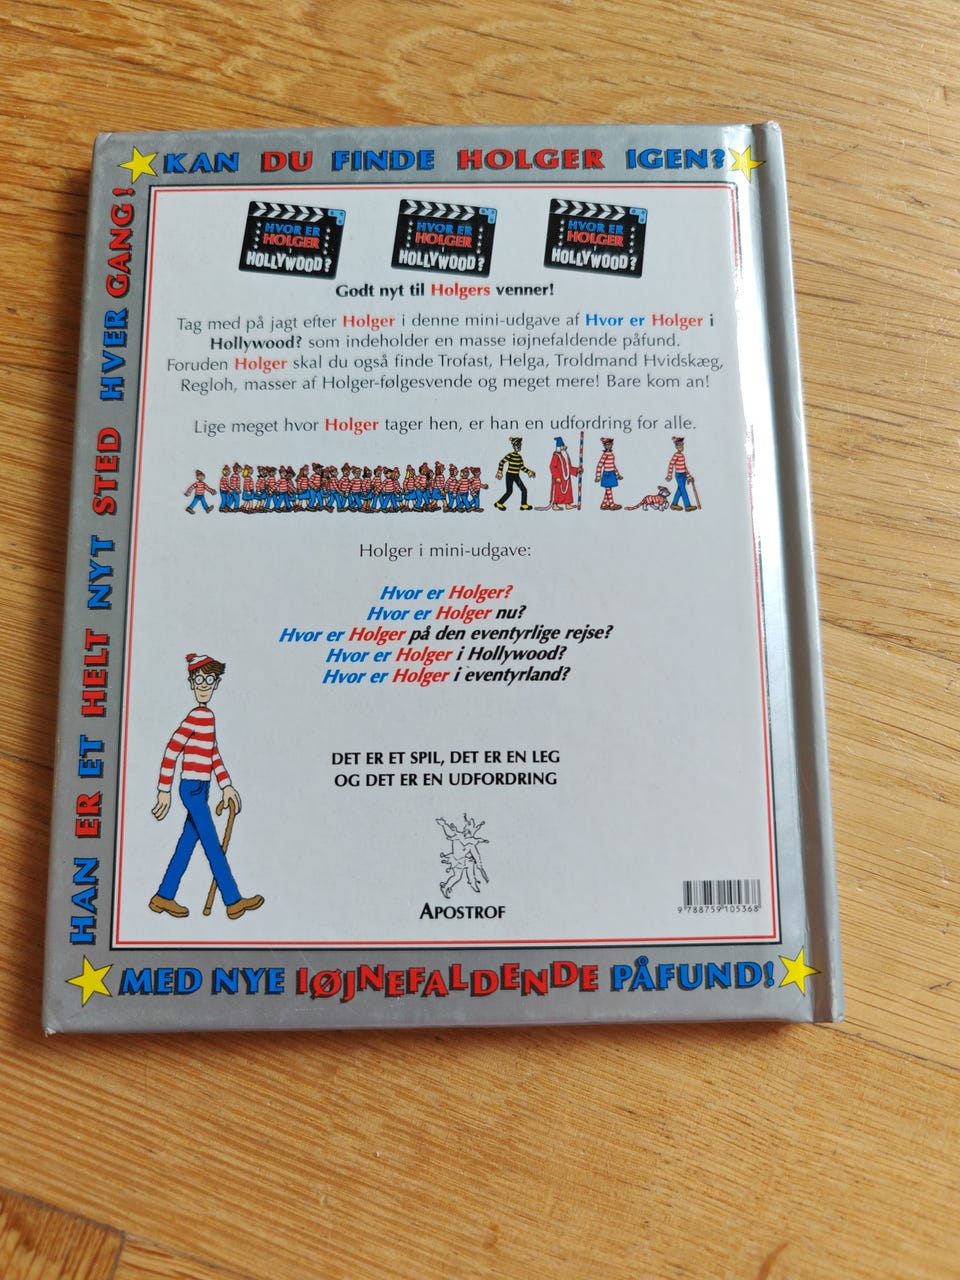 KAN DU FINDE HOLGER IGEN?
HAN ER ET HELT NYT STED HVER GANG!
HVOR ER
HOLGER
I
HOLLYWOOD?
HVOR ER
HOLGER
I
HOLLYWOOD?
HVOR ER
HOLGER
I
HOLLYWOOD?
Godt nyt til Holgers venner!
Tag med på jagt efter Holger i denne mini-udgave af Hvor er Holger i
Hollywood? som indeholder en masse iøjnefaldende påfund.
Foruden Holger skal du også finde Trofast, Helga, Troldmand Hvidskæg,
Regloh, masser af Holger-følgesvende og meget mere! Bare kom an!
Lige meget hvor Holger tager hen, er han en udfordring for alle.
Holger i mini-udgave:
Hvor er Holger?
Hvor er Holger nu?
Hvor er Holger på den eventyrlige rejse?
Hvor er Holger i Hollywood?
Hvor er Holger i eventyrland?
DET ER ET SPIL, DET ER EN LEG
OG DET ER EN UDFORDRING
APOSTROF
9 788759 105368
MED NYE IØJNEFALDENDE PÅFUND!